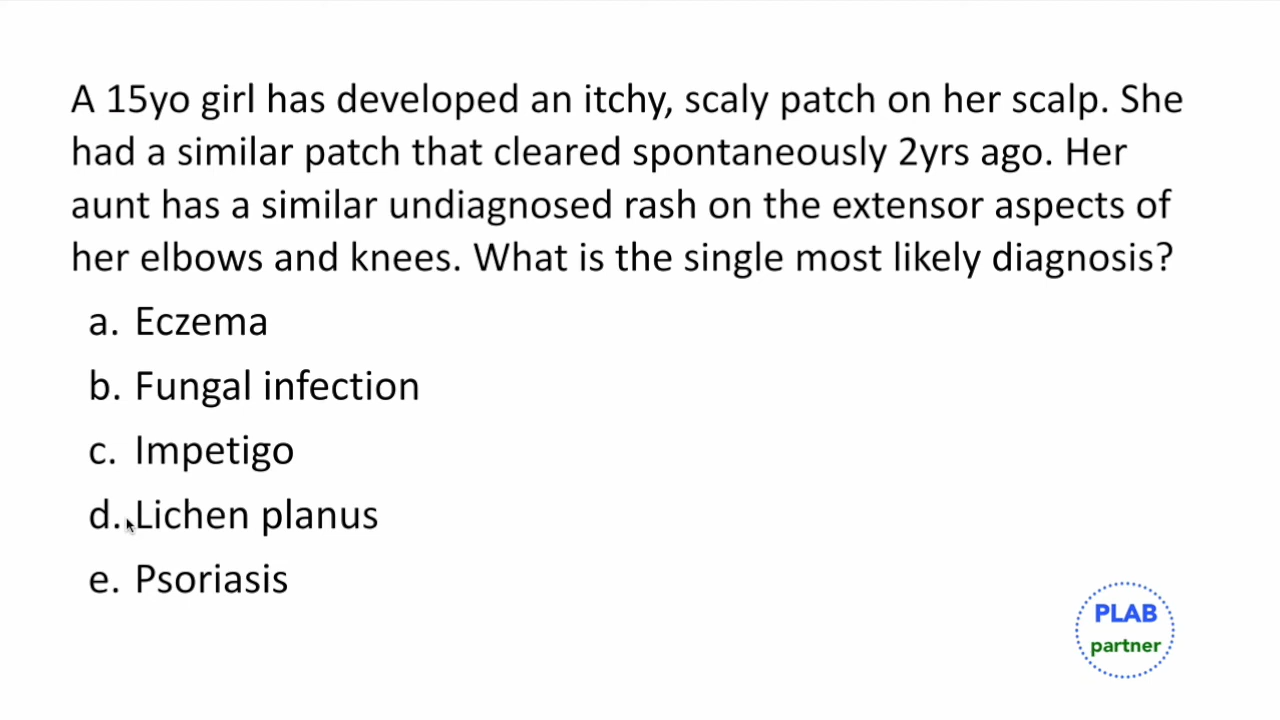 A 15yo girl has developed an itchy, scaly patch on her scalp. She
had a similar patch that cleared spontaneously 2yrs ago. Her
aunt has a similar undiagnosed rash on the extensor aspects of
her elbows and knees. What is the single most likely diagnosis?
a. Eczema
b. Fungal infection
c. Impetigo
d. Lichen planus
e. Psoriasis
PLAB
partner